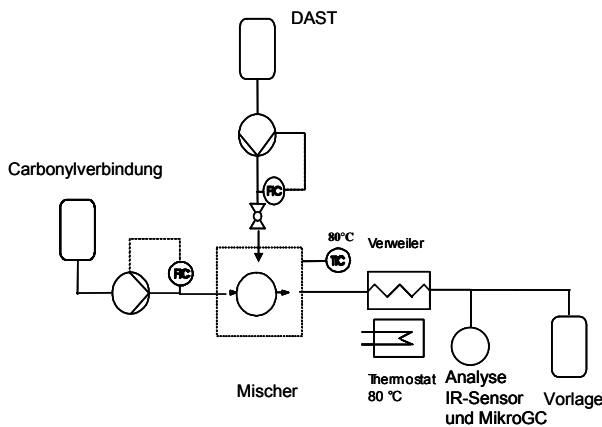 DAST
Carbonylverbindung
FIC
80°C
Verweiler
FIC
TIC
Mischer
Thermostat
80 °C
Analyse
IR-Sensor
und MikroGC
Vorlage